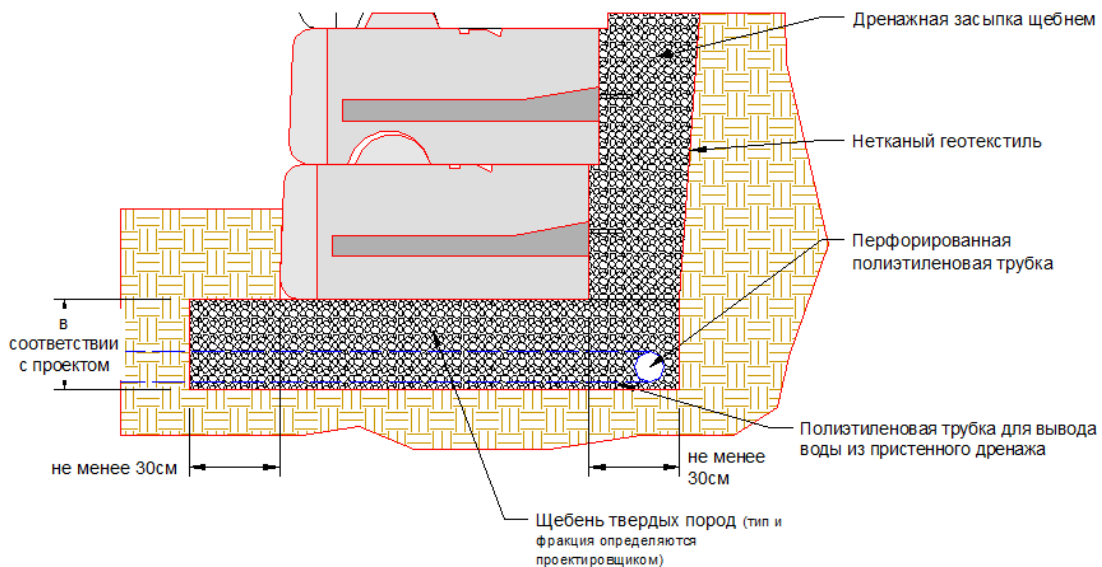 Дренажная засыпка щебнем
Нетканый геотекстиль
Перфорированная
полиэтиленовая трубка
в
соответствии
с проектом
Полиэтиленовая трубка для вывода
воды из пристенного дренажа
не менее 30см
не менее
30см
Щебень твердых пород (тип и
фракция определяются
проектировщиком)